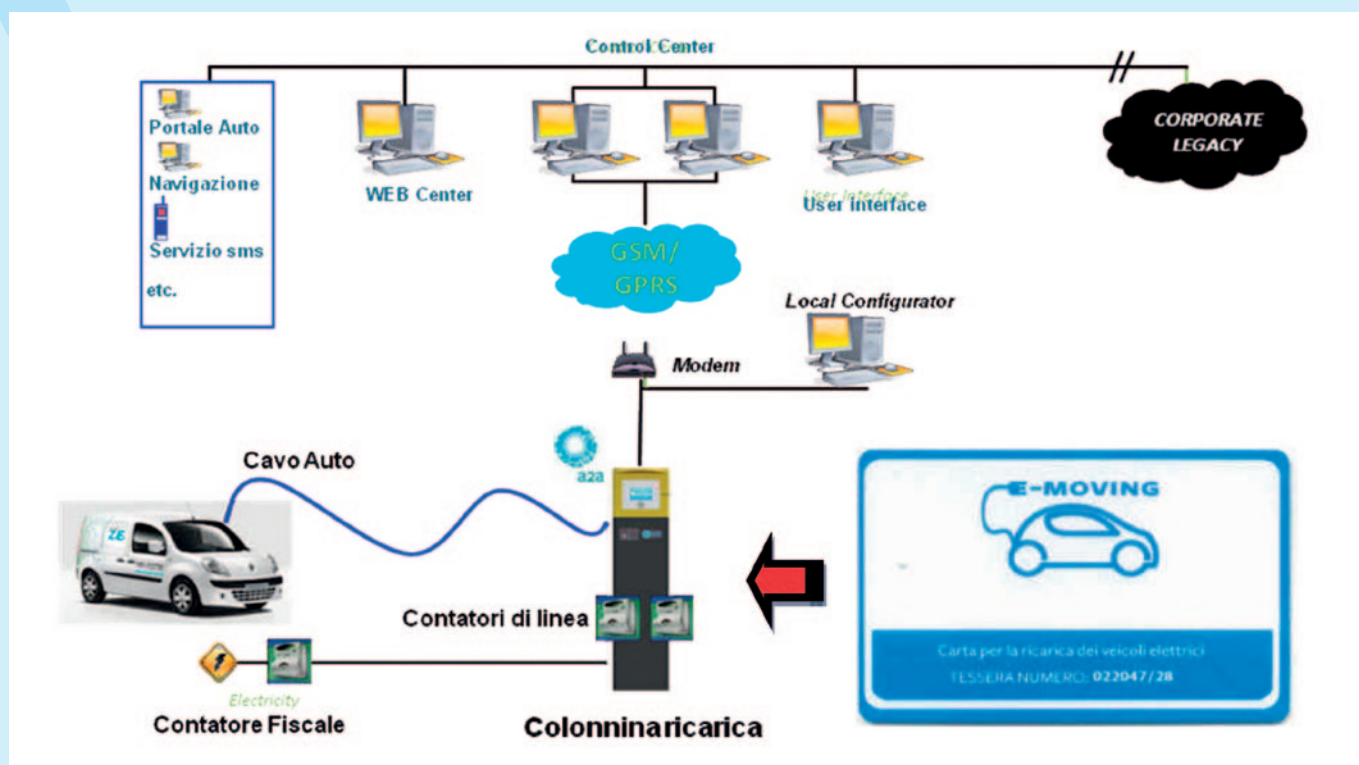 Control Center
Portale Auto
Navigazione
Servizio sms
etc.
WEB Center
User Interface
User Interface
CORPORATE
LEGACY
GSM/
GPRS
Local Configurator
Modem
a2a
Cavo Auto
Z.E.
E-MOVING
Contatori di linea
Carta per la ricarica dei veicoli elettrici
TESSERA NUMERO: 022047/28
Electricity
Contatore Fiscale
Colonnina ricarica